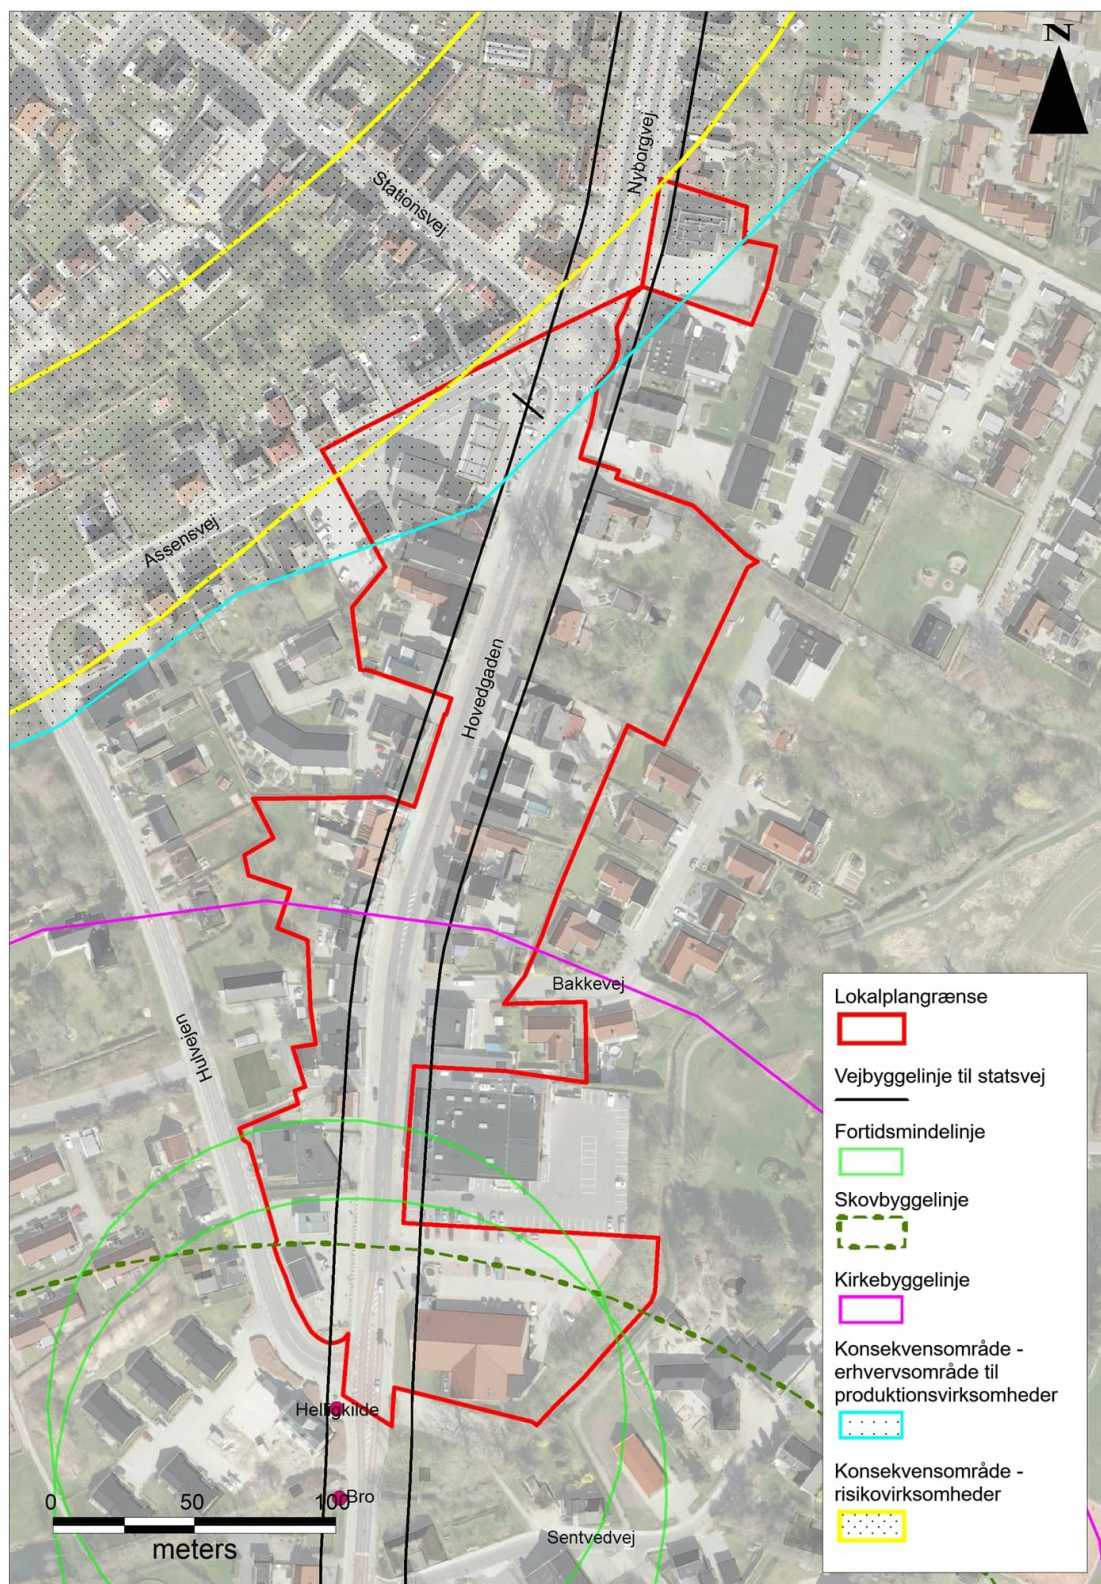 N
Nyborgvej
Stationsvej
Assensvej
Hovedgaden
Bakkevej
Hulvejen
Helligkilde
Bro
Sentvedvej
0 50 100
meters
Lokalplangrænse
Vejbyggelinje til statsvej
Fortidsmindelinje
Skovbyggelinje
Kirkebyggelinje
Konsekvensområde -
erhvervsområde til
produktionsvirksomheder
Konsekvensområde -
risikovirksomheder